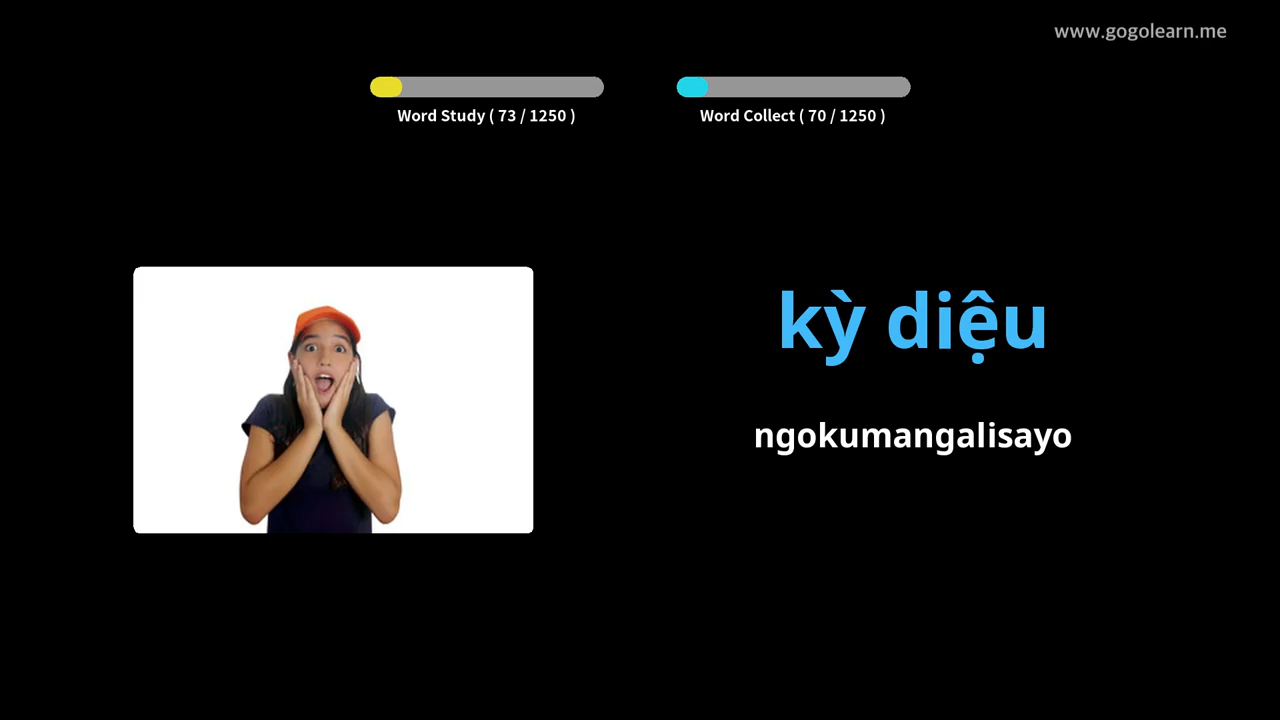 www.gogolearn.me
Word Study ( 73 / 1250 )
Word Collect ( 70 / 1250 )
kỳ diệu
ngokumangalisayo